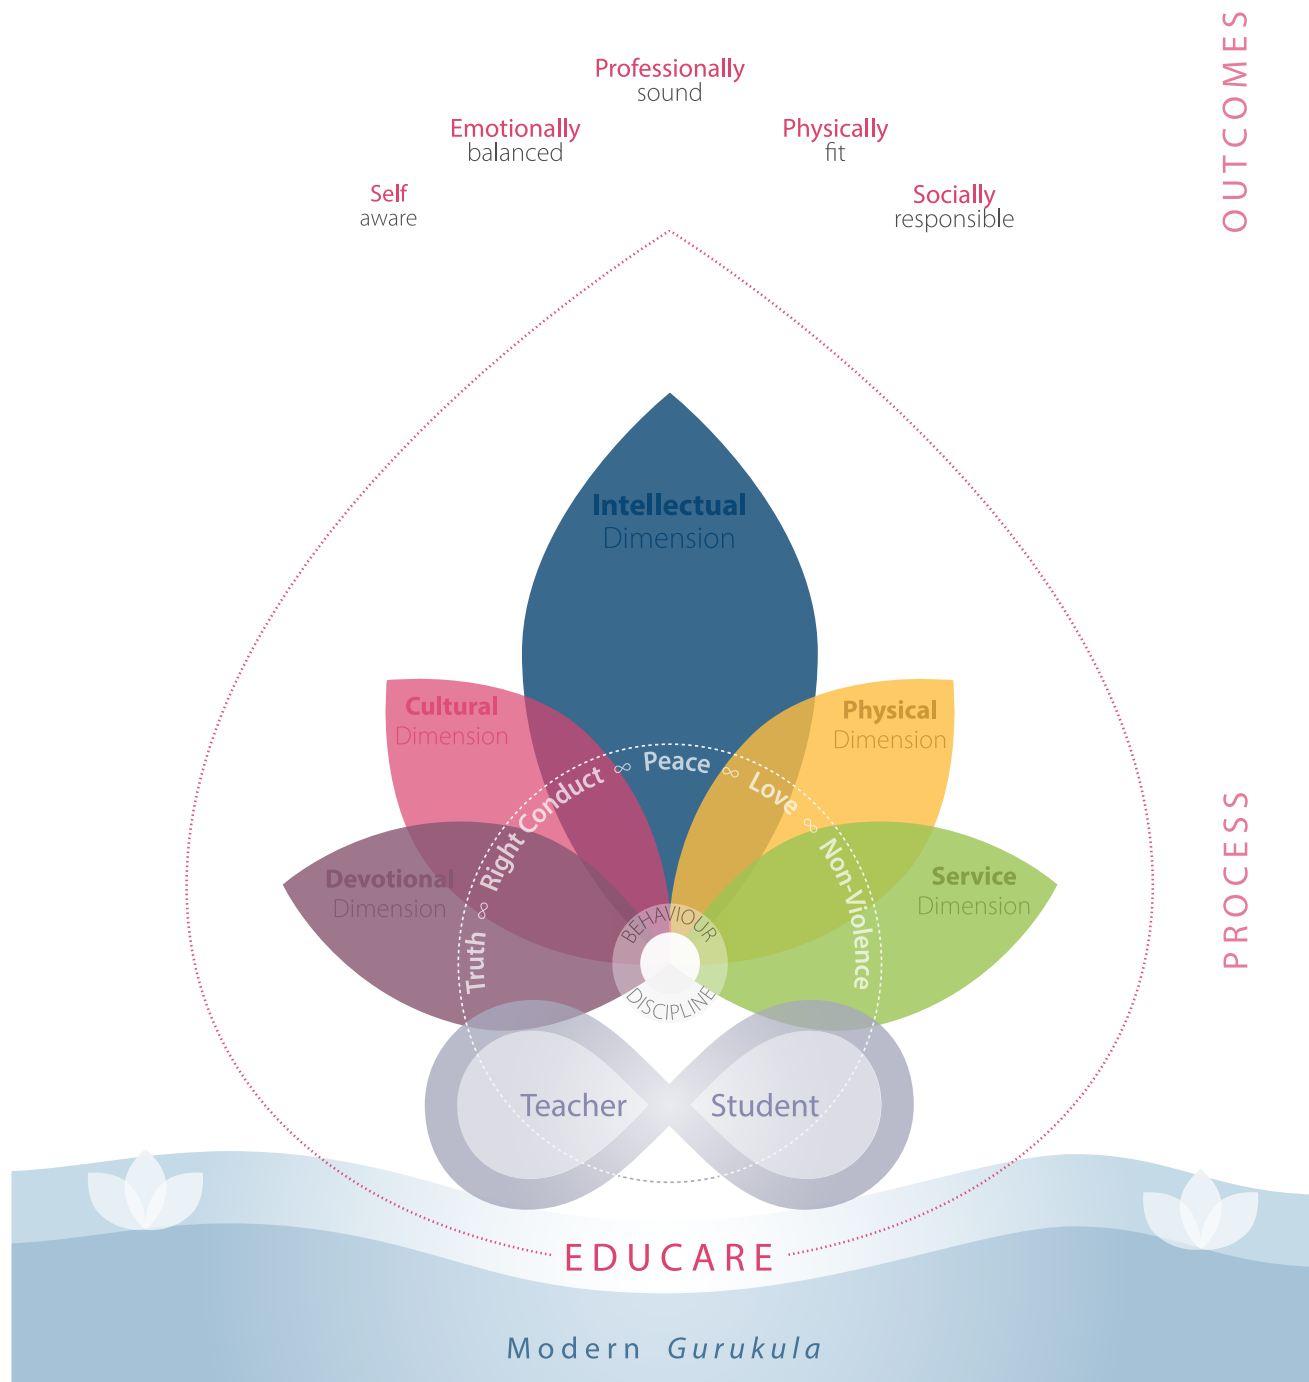 OUTCOMES
Professionally
sound
Emotionally
balanced
Physically
fit
Self
aware
Socially
responsible
Intellectual
Dimension
Cultural
Dimension
Physical
Dimension
Devotional
Dimension
Service
Dimension
Truth ∞ Right Conduct ∞ Peace ∞ Love ∞ Non-Violence
BEHAVIOUR
DISCIPLINE
PROCESS
Teacher
Student
EDUCARE
Modern Gurukula